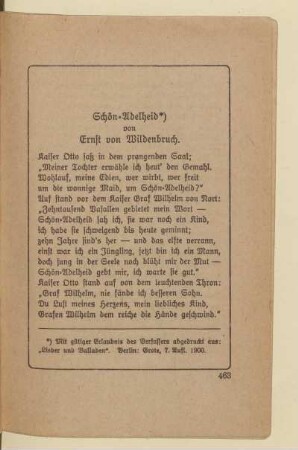 Schön-Adelheid*)
von
Ernst von Wildenbruch.
Kaiser Otto saß in dem prangenden Saal;
„Meiner Tochter erwähle ich heut' den Gemahl.
Wohlauf, meine Edlen, wer wirbt, wer freit
um die wonnige Maid, um Schön-Adelheid?“
Auf stand vor dem Kaiser Graf Wilhelm von Nort:
„Zehntausend Vasallen gebietet mein Wort —
Schön-Adelheid sah ich, sie war noch ein Kind,
ich habe sie schweigend bis heute geminnt;
zehn Jahre sind's her — und das elfte verrann,
einst war ich ein Jüngling, jetzt bin ich ein Mann,
doch jung in der Seele noch blüht mir der Mut —
Schön-Adelheid gebt mir, ich warte sie gut.“
Kaiser Otto stand auf von dem leuchtenden Thron:
„Graf Wilhelm, nie fände ich besseren Sohn.
Du Lust meines Herzens, mein liebliches Kind,
Grafen Wilhelm dem reiche die Hände geschwind.“
*) Mit gütiger Erlaubnis des Verfassers abgedruckt aus:
„Lieder und Balladen“. Berlin: Grote, 7. Aufl. 1900.
463